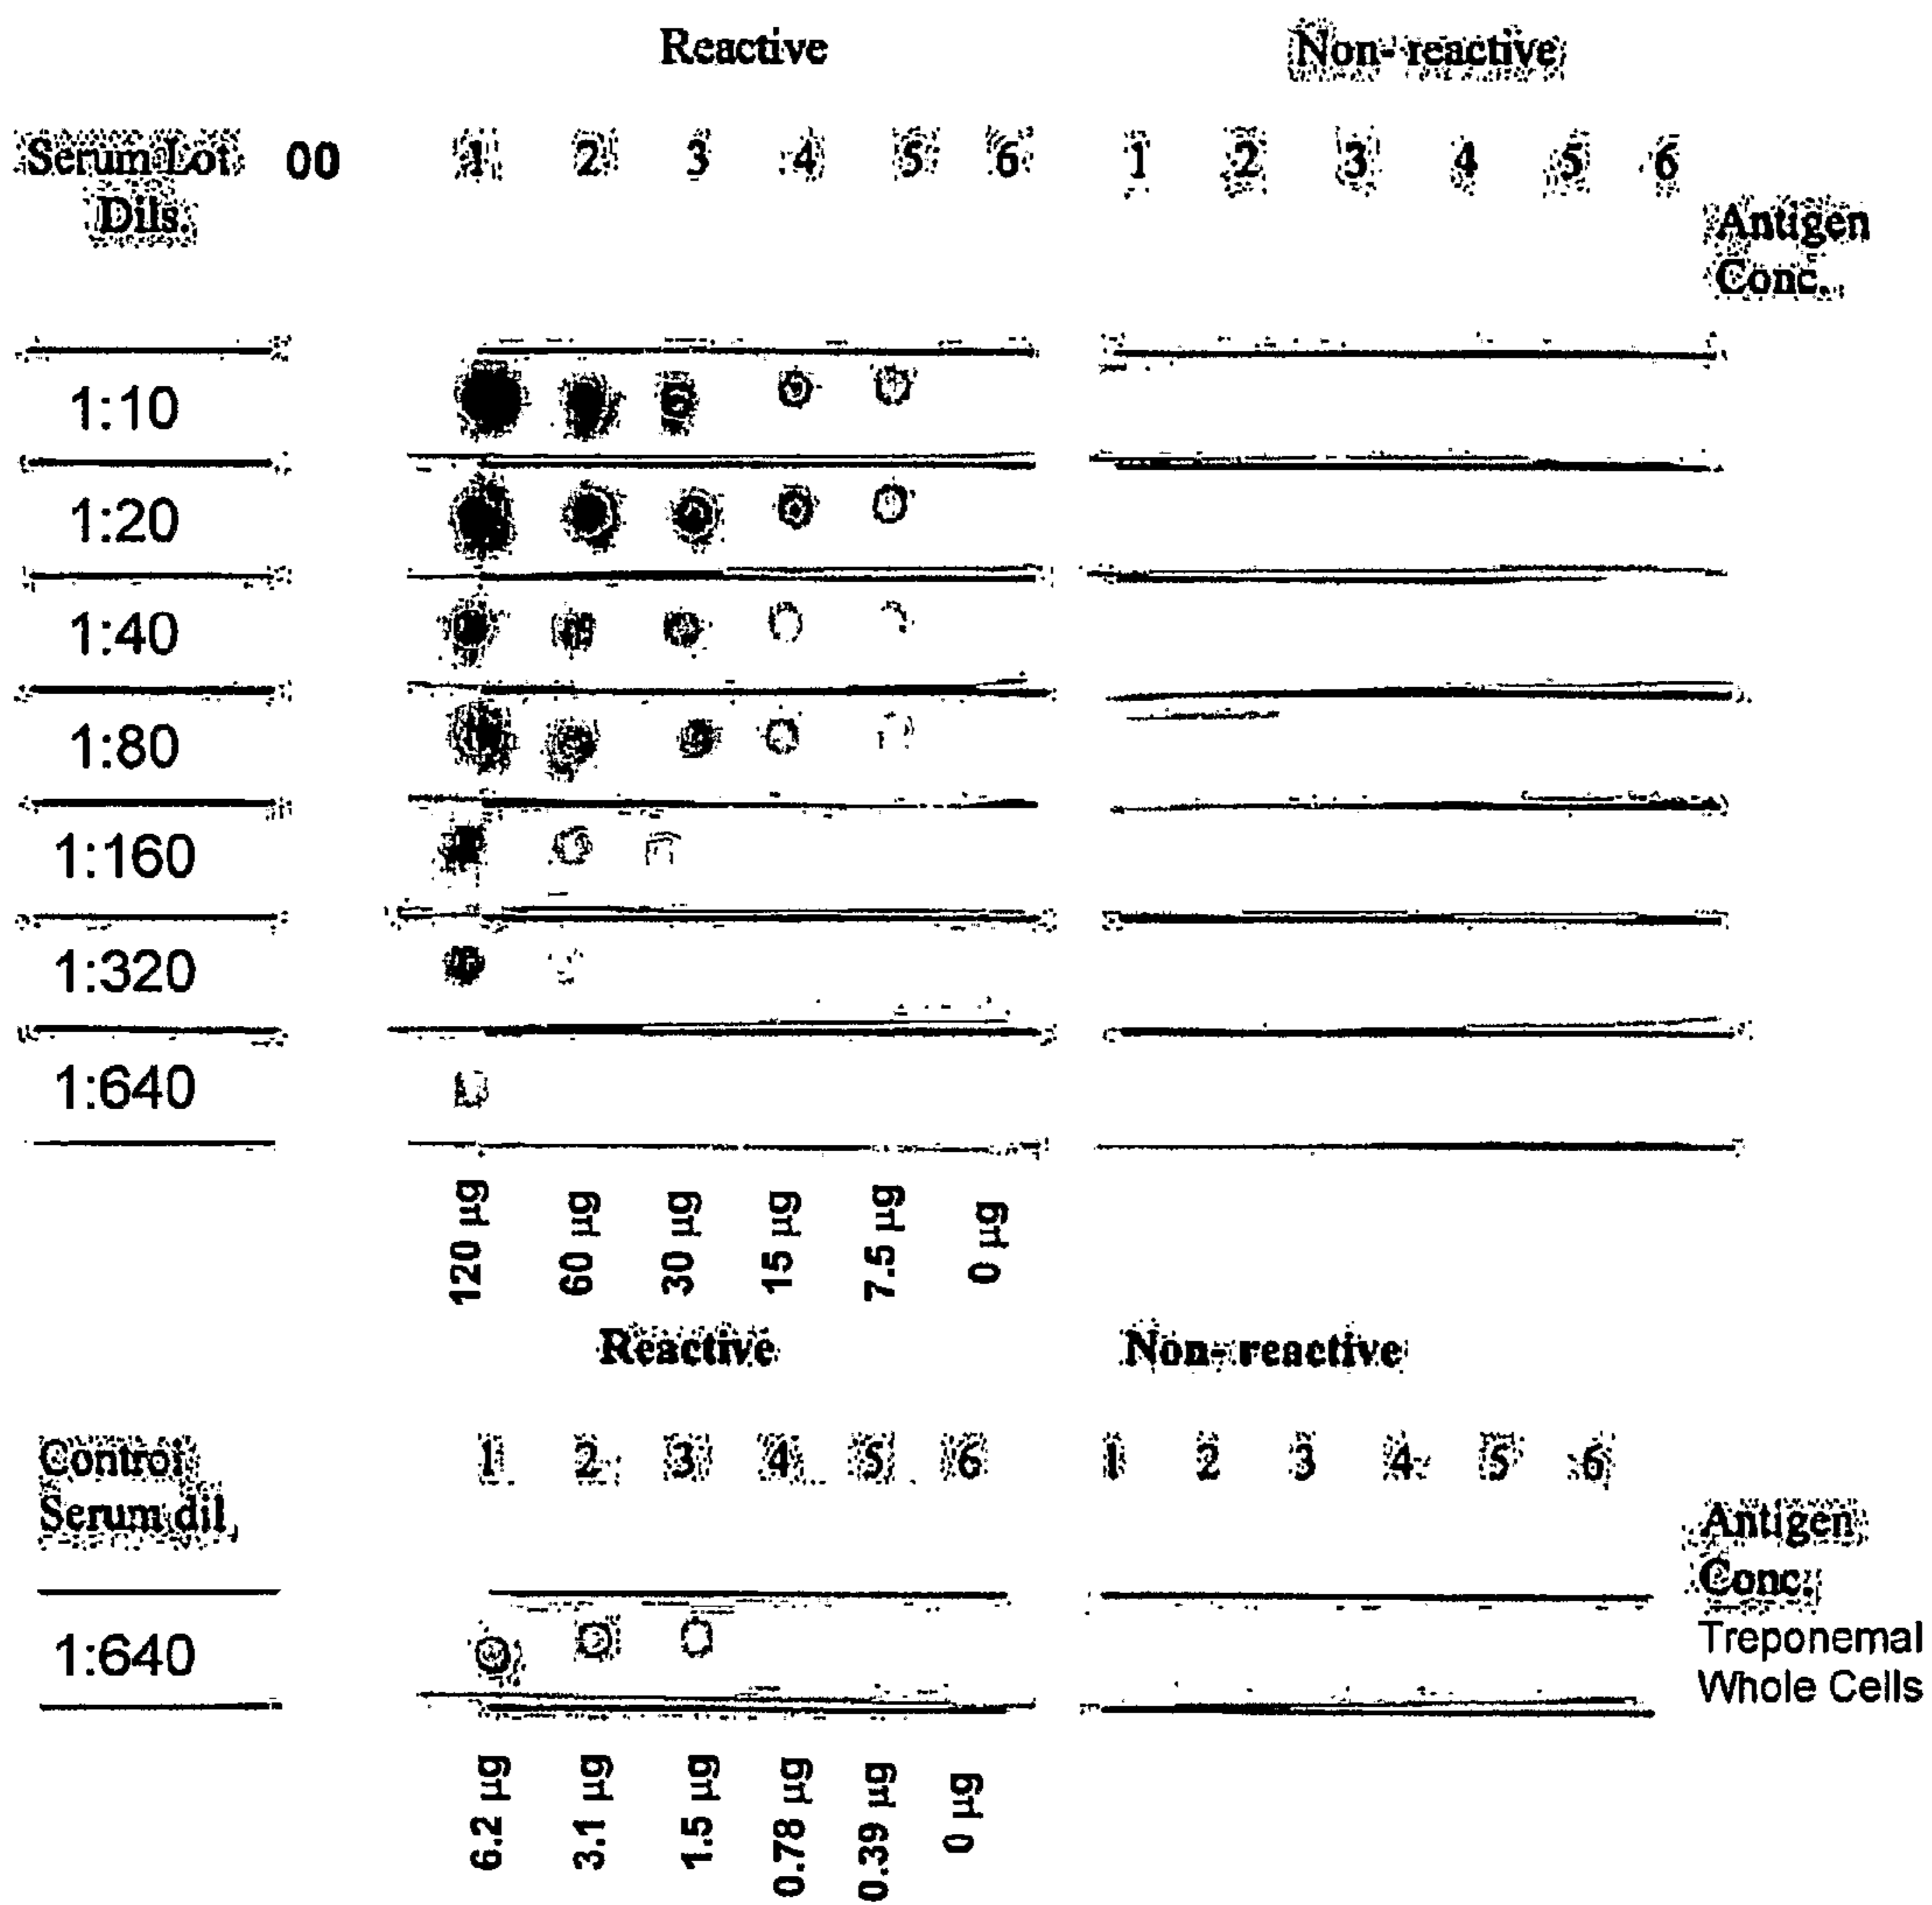 Reactive Non-reactive
Serum Lot 00 1 2 3 4 5 6 1 2 3 4 5 6
Dils.
Antigen
Conc.
1:10
1:20
1:40
1:80
1:160
1:320
1:640
120 µg 60 µg 30 µg 15 µg 7.5 µg 0 µg
Reactive Non-reactive
Control 1 2 3 4 5 6 1 2 3 4 5 6
Serum dil.
Antigen
Conc.
1:640 Treponemal
Whole Cells
6.2 µg 3.1 µg 1.5 µg 0.78 µg 0.39 µg 0 µg